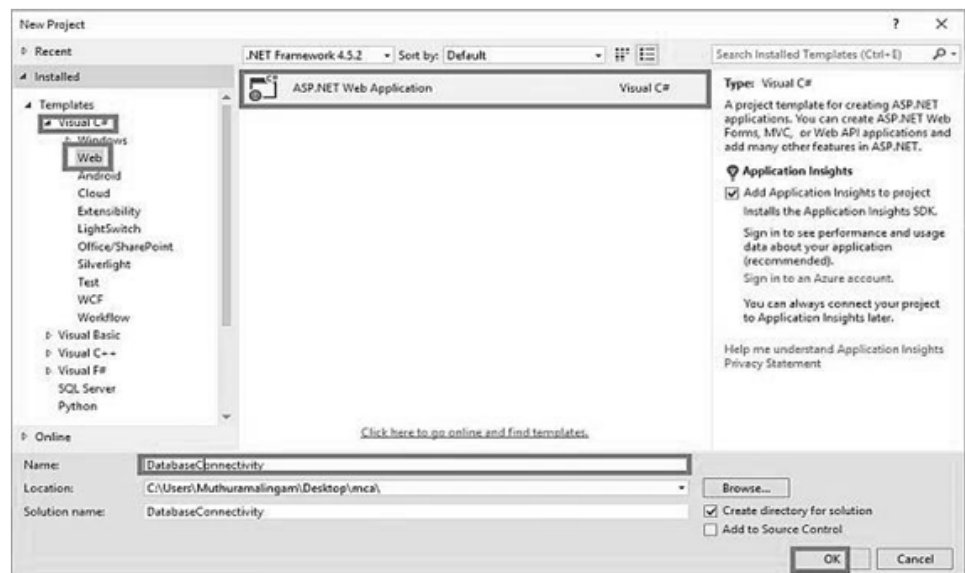 New Project
? ×
Recent
.NET Framework 4.5.2
Sort by: Default
Search Installed Templates (Ctrl+E)
Installed
Templates
Visual C#
Windows
Web
Android
Cloud
Extensibility
LightSwitch
Office/SharePoint
Silverlight
Test
WCF
Workflow
Visual Basic
Visual C++
Visual F#
SQL Server
Python
Online
C#
ASP.NET Web Application Visual C#
Click here to go online and find templates.
Type: Visual C#
A project template for creating ASP.NET
applications. You can create ASP.NET Web
Forms, MVC, or Web API applications and
add many other features in ASP.NET.
Application Insights
Add Application Insights to project
Installs the Application Insights SDK.
Sign in to see performance and usage
data about your application
(recommended).
Sign in to an Azure account.
You can always connect your project
to Application Insights later.
Help me understand Application Insights
Privacy Statement
Name: DatabaseConnectivity
Location: C:\Users\Muthuramalingam\Desktop\mca\
Browse...
Solution name: DatabaseConnectivity
Create directory for solution
Add to Source Control
OK
Cancel